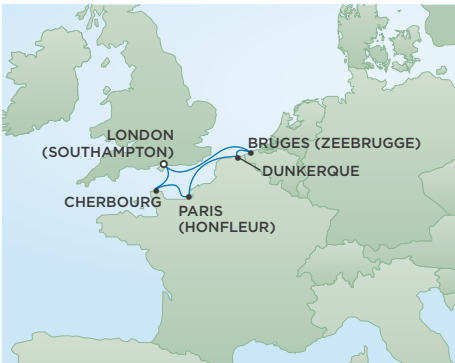 LONDON
(SOUTHAMPTON)
BRUGES (ZEEBRUGGE)
DUNKERQUE
CHERBOURG
PARIS
(HONFLEUR)